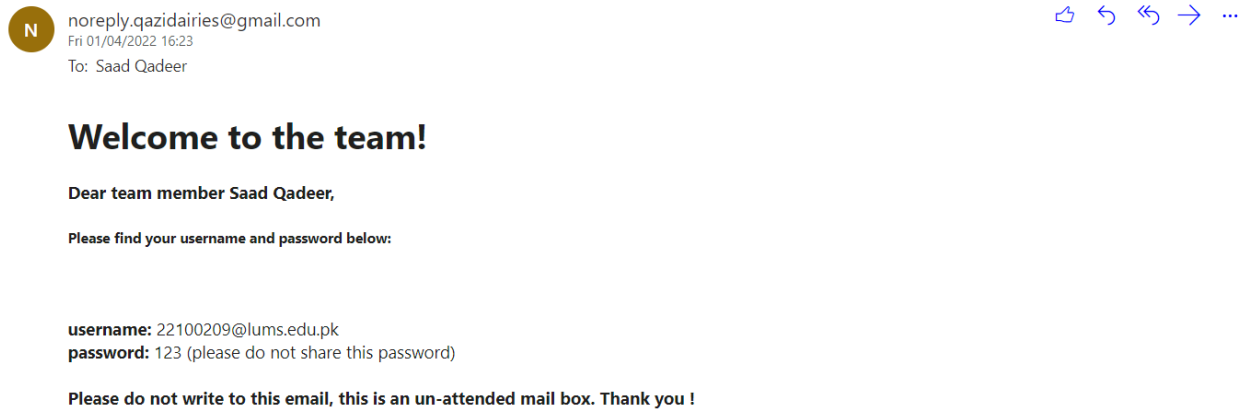 N
noreply.qazidairies@gmail.com
Fri 01/04/2022 16:23
To: Saad Qadeer
Welcome to the team!
Dear team member Saad Qadeer,
Please find your username and password below:
username: 22100209@lums.edu.pk
password: 123 (please do not share this password)
Please do not write to this email, this is an un-attended mail box. Thank you !